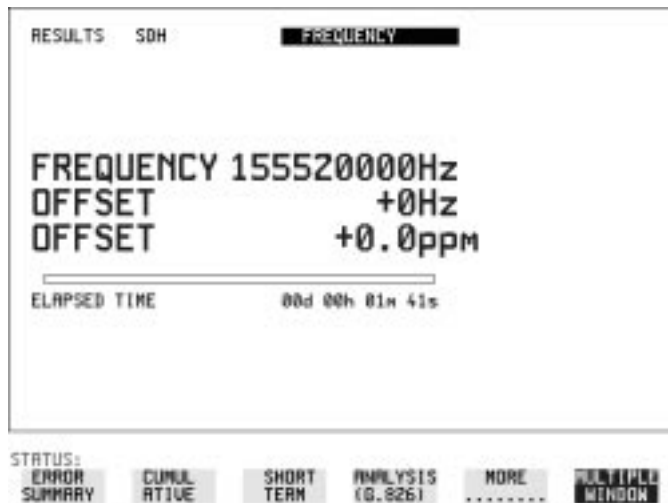 RESULTS SDH FREQUENCY
FREQUENCY 155520000Hz
OFFSET +0Hz
OFFSET +0.0ppm
ELAPSED TIME 00d 00h 01m 41s
STATUS:
ERROR SUMMARY
CUMUL ATIVE
SHORT TERM
ANALYSIS (G.826)
MORE ........
MULTIPLE WINDOW